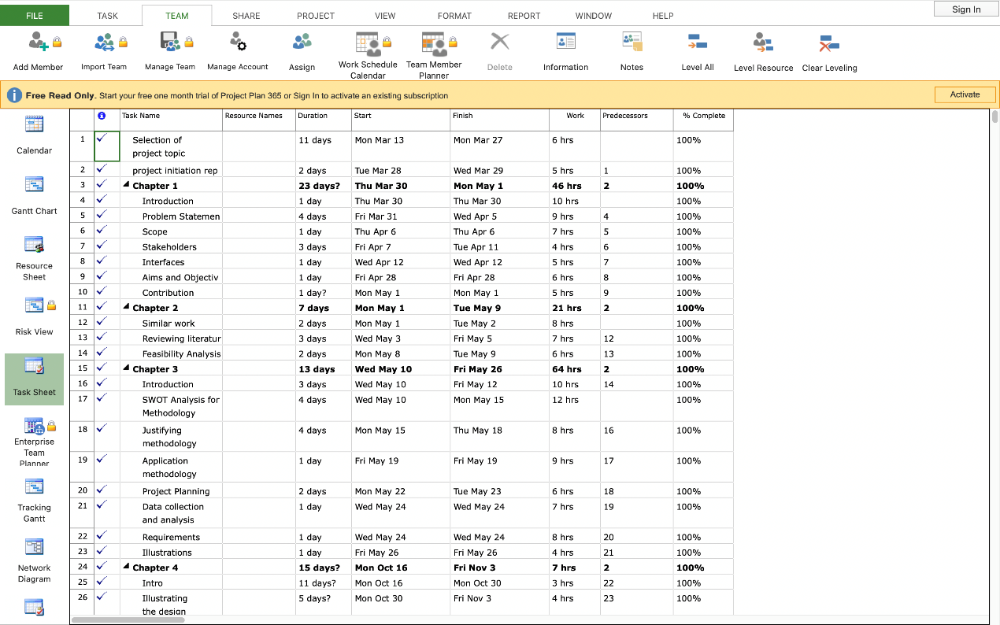 FILE TASK TEAM SHARE PROJECT VIEW FORMAT REPORT WINDOW HELP Sign In
Add Member Import Team Manage Team Manage Account Assign Work Schedule Calendar Team Member Planner Delete Information Notes Level All Level Resource Clear Leveling
Free Read Only. Start your free one month trial of Project Plan 365 or Sign In to activate an existing subscription Activate
Calendar
Gantt Chart
Resource
Sheet
Risk View
Task Sheet
Enterprise
Team
Planner
Tracking
Gantt
Network
Diagram
Task Name Resource Names Duration Start Finish Work Predecessors % Complete
1 Selection of project topic 11 days Mon Mar 13 Mon Mar 27 6 hrs 100%
2 project initiation rep 2 days Tue Mar 28 Wed Mar 29 5 hrs 1 100%
3 Chapter 1 23 days? Thu Mar 30 Mon May 1 46 hrs 2 100%
4 Introduction 1 day Thu Mar 30 Thu Mar 30 10 hrs 100%
5 Problem Statemen 4 days Fri Mar 31 Wed Apr 5 9 hrs 4 100%
6 Scope 1 day Thu Apr 6 Thu Apr 6 7 hrs 5 100%
7 Stakeholders 3 days Fri Apr 7 Tue Apr 11 4 hrs 6 100%
8 Interfaces 1 day Wed Apr 12 Wed Apr 12 5 hrs 7 100%
9 Aims and Objectiv 1 day Fri Apr 28 Fri Apr 28 6 hrs 8 100%
10 Contribution 1 day? Mon May 1 Mon May 1 5 hrs 9 100%
11 Chapter 2 7 days Mon May 1 Tue May 9 21 hrs 2 100%
12 Similar work 2 days Mon May 1 Tue May 2 8 hrs 100%
13 Reviewing literatur 3 days Wed May 3 Fri May 5 7 hrs 12 100%
14 Feasibility Analysis 2 days Mon May 8 Tue May 9 6 hrs 13 100%
15 Chapter 3 13 days Wed May 10 Fri May 26 64 hrs 2 100%
16 Introduction 3 days Wed May 10 Fri May 12 10 hrs 14 100%
17 SWOT Analysis for Methodology 4 days Wed May 10 Mon May 15 12 hrs 100%
18 Justifying methodology 4 days Mon May 15 Thu May 18 8 hrs 16 100%
19 Application methodology 1 day Fri May 19 Fri May 19 9 hrs 17 100%
20 Project Planning 2 days Mon May 22 Tue May 23 6 hrs 18 100%
21 Data collection and analysis 1 day Wed May 24 Wed May 24 7 hrs 19 100%
22 Requirements 1 day Wed May 24 Wed May 24 8 hrs 20 100%
23 Illustrations 1 day Fri May 26 Fri May 26 4 hrs 21 100%
24 Chapter 4 15 days? Mon Oct 16 Fri Nov 3 7 hrs 2 100%
25 Intro 11 days? Mon Oct 16 Mon Oct 30 3 hrs 22 100%
26 Illustrating the design 5 days? Mon Oct 30 Fri Nov 3 4 hrs 23 100%